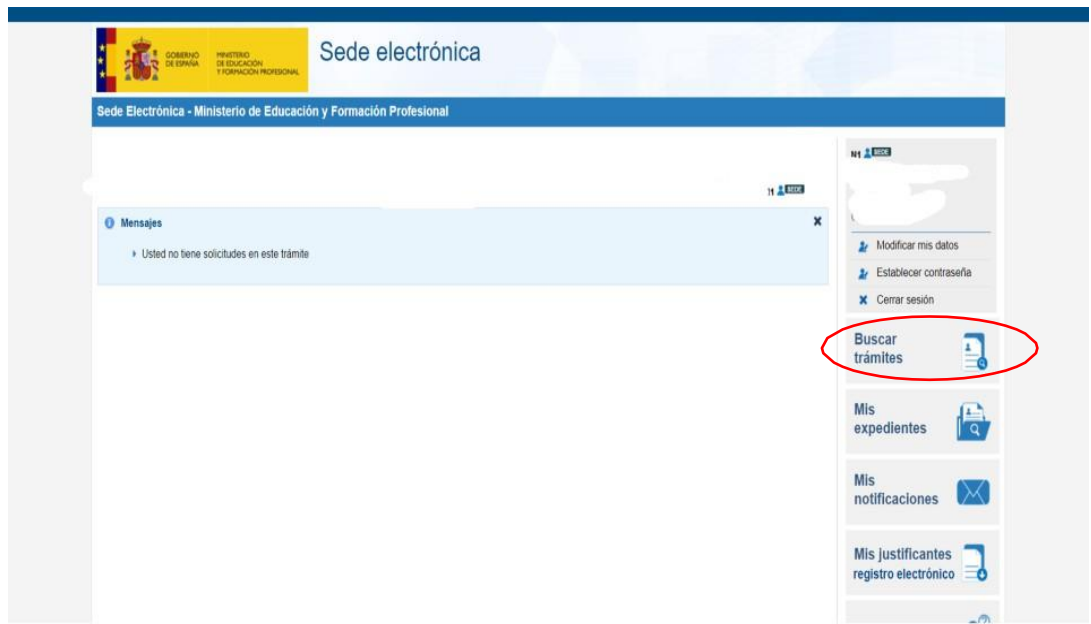 GOBIERNO
DE ESPAÑA
MINISTERIO
DE EDUCACIÓN
Y FORMACIÓN PROFESIONAL
Sede electrónica
Sede Electrónica - Ministerio de Educación y Formación Profesional
SEDE
Mensajes
Usted no tiene solicitudes en este trámite
SEDE
Modificar mis datos
Establecer contraseña
Cerrar sesión
Buscar
trámites
Mis
expedientes
Mis
notificaciones
Mis justificantes
registro electrónico